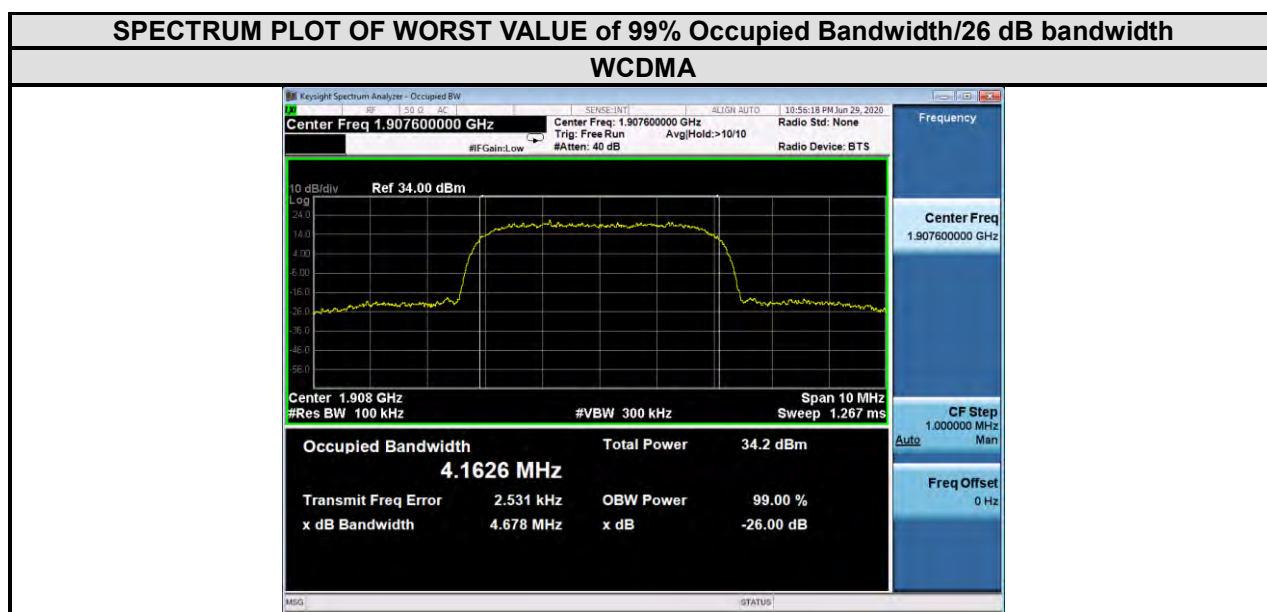 SPECTRUM PLOT OF WORST VALUE of 99% Occupied Bandwidth/26 dB bandwidth
WCDMA
Keysight Spectrum Analyzer - Occupied BW
LXI RF 50 Ω AC SENSE:INT ALIGN AUTO 10:56:18 PM Jun 29, 2020
Center Freq 1.907600000 GHz
Center Freq: 1.907600000 GHz
Radio Std: None
Trig: Free Run Avg|Hold:>10/10
#IFGain:Low #Atten: 40 dB Radio Device: BTS
10 dB/div Ref 34.00 dBm
Log
24.0
14.0
4.00
-6.00
-16.0
-26.0
-36.0
-46.0
-56.0
Center 1.908 GHz Span 10 MHz
#Res BW 100 kHz #VBW 300 kHz Sweep 1.267 ms
Occupied Bandwidth Total Power 34.2 dBm
4.1626 MHz
Transmit Freq Error 2.531 kHz OBW Power 99.00 %
x dB Bandwidth 4.678 MHz x dB -26.00 dB
MSG STATUS
Frequency
Center Freq
1.907600000 GHz
CF Step
1.000000 MHz
Auto Man
Freq Offset
0 Hz